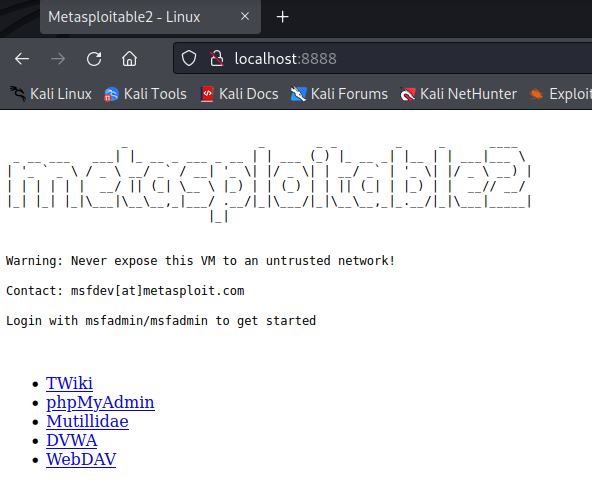 Metasploitable2 - Linux
localhost:8888
Kali Linux Kali Tools Kali Docs Kali Forums Kali NetHunter Exploit
metasploitable2
Warning: Never expose this VM to an untrusted network!
Contact: msfdev[at]metasploit.com
Login with msfadmin/msfadmin to get started
TWiki
phpMyAdmin
Mutillidae
DVWA
WebDAV